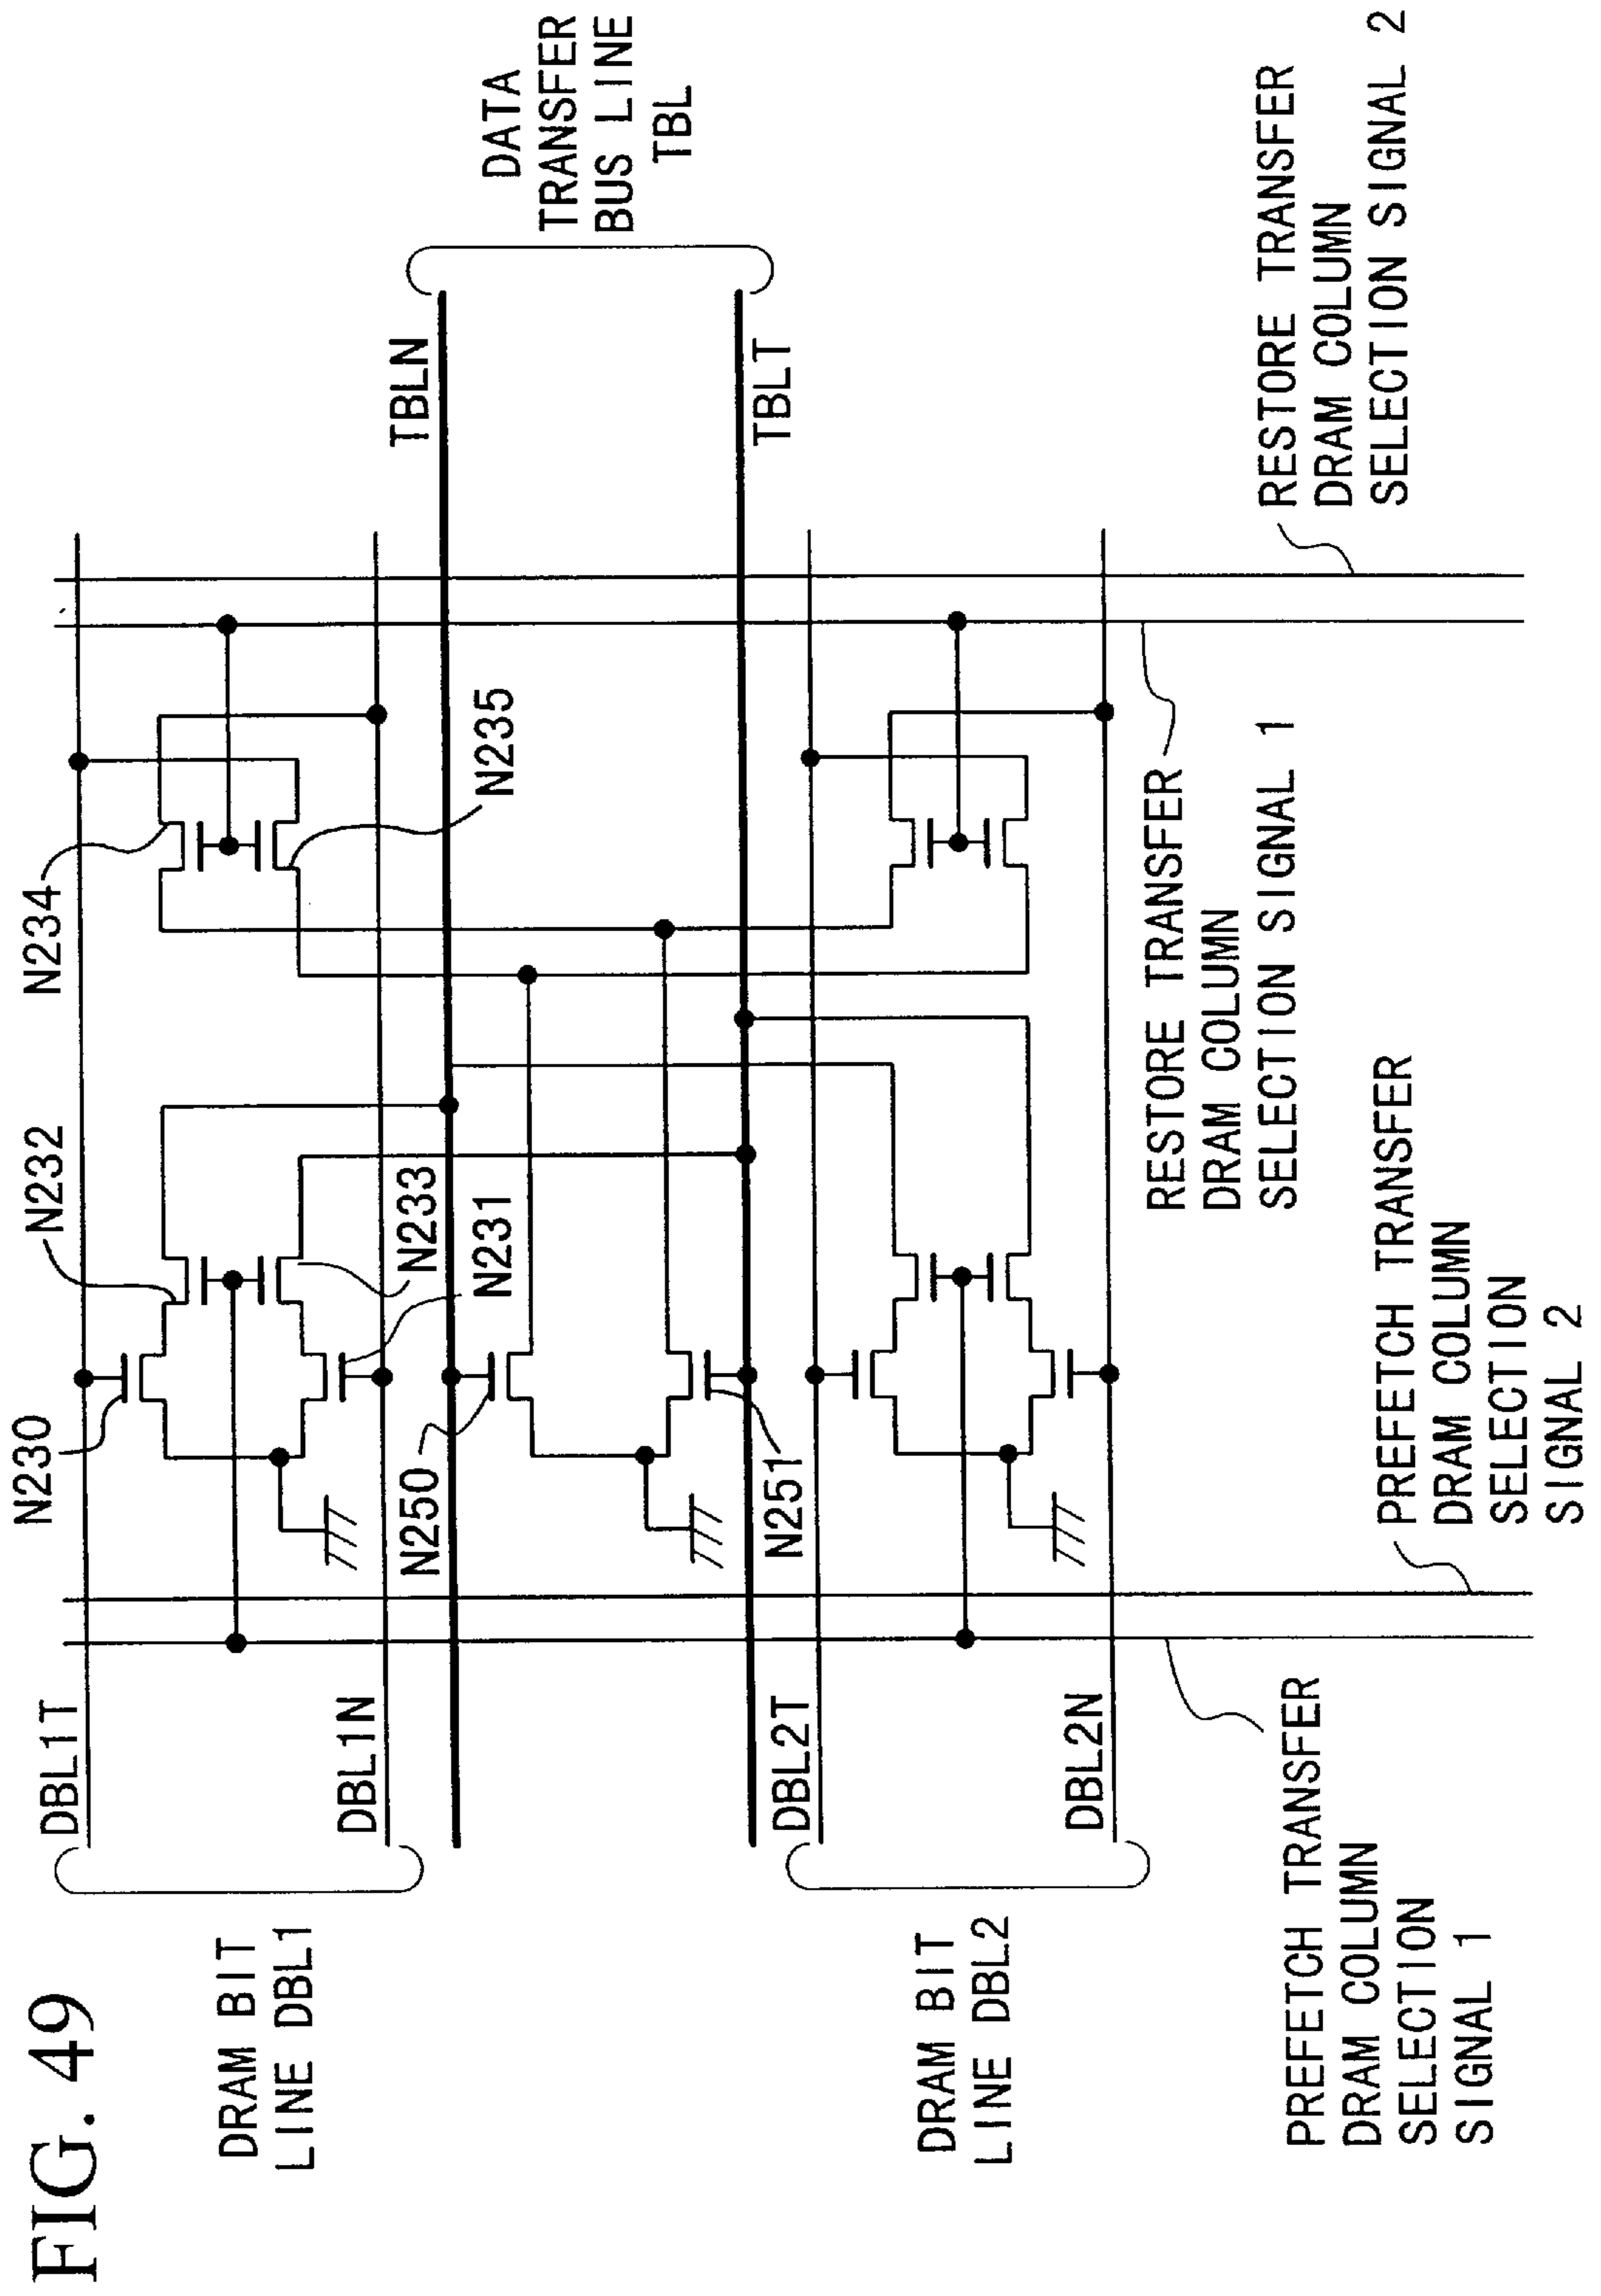 FIG. 49
DRAM BIT
LINE DBL1
DBL1T
DBL1N
DRAM BIT
LINE DBL2
DBL2T
DBL2N
N230
N232
N233
N231
N250
N251
N234
N235
TBLN
TBLT
DATA
TRANSFER
BUS LINE
TBL
PREFETCH TRANSFER
DRAM COLUMN
SELECTION
SIGNAL 1
PREFETCH TRANSFER
DRAM COLUMN
SELECTION
SIGNAL 2
RESTORE TRANSFER
DRAM COLUMN
SELECTION SIGNAL 1
RESTORE TRANSFER
DRAM COLUMN
SELECTION SIGNAL 2